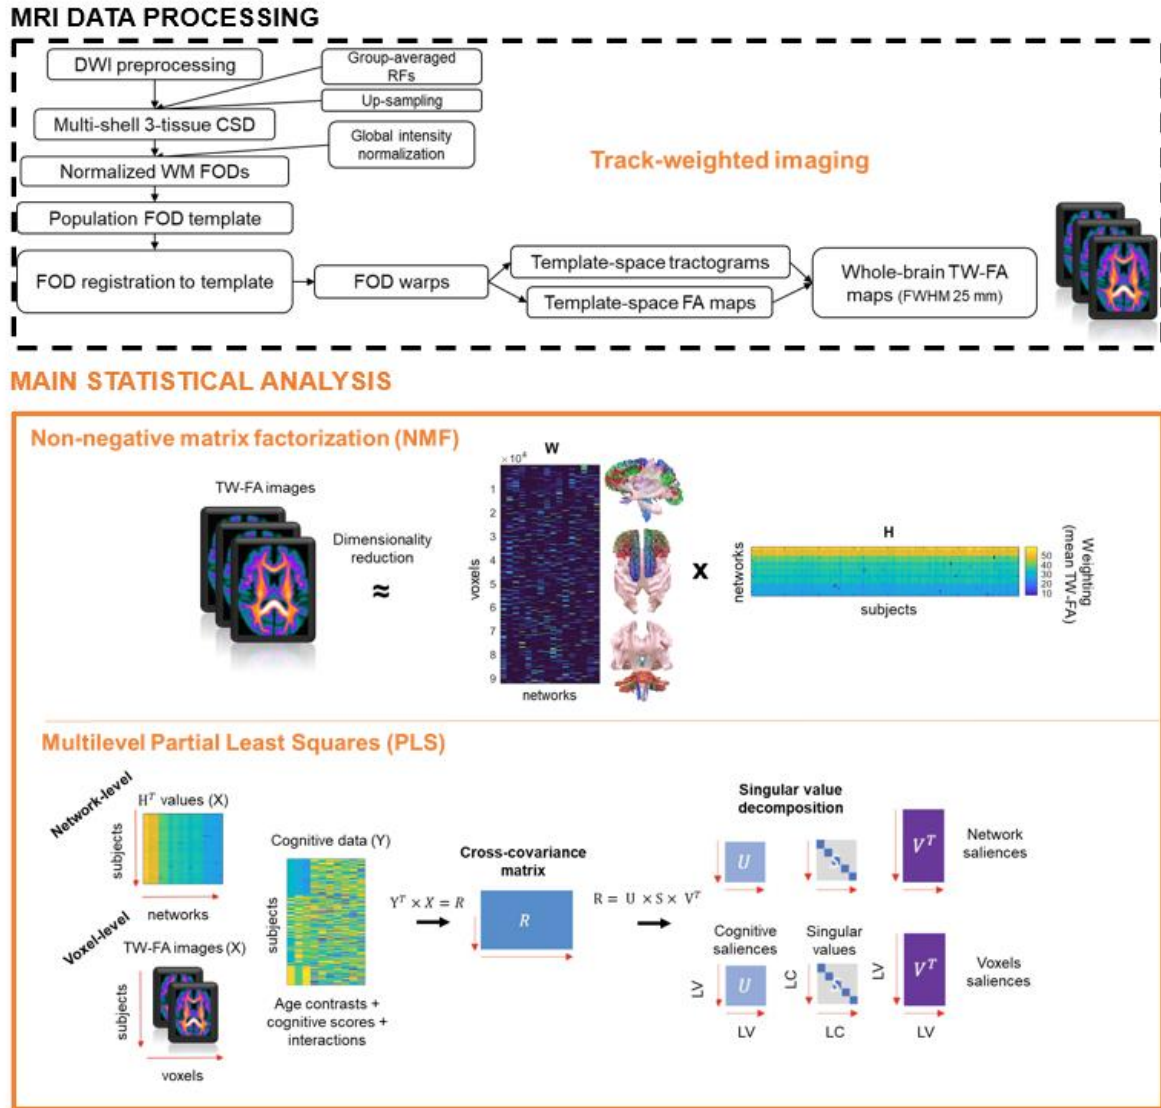 MRI DATA PROCESSING
DWI preprocessing
Group-averaged
RFs
Up-sampling
Multi-shell 3-tissue CSD
Global intensity
normalization
Normalized WM FODs
Track-weighted imaging
Population FOD template
FOD registration to template
FOD warps
Template-space tractograms
Template-space FA maps
Whole-brain TW-FA
maps (FWHM 25 mm)
MAIN STATISTICAL ANALYSIS
Non-negative matrix factorization (NMF)
TW-FA images
Dimensionality
reduction
≈
W
×10⁴
1
2
3
4
5
6
7
8
9
voxels
networks
x
H
networks
subjects
50
40
30
20
10
Weighting
(mean TW-FA)
Multilevel Partial Least Squares (PLS)
Network-level
Hᵀ values (X)
subjects
networks
Voxel-level
TW-FA images (X)
subjects
voxels
Cognitive data (Y)
subjects
Age contrasts +
cognitive scores +
interactions
Yᵀ × X = R
Cross-covariance
matrix
R
R = U × S × Vᵀ
Singular value
decomposition
U
Vᵀ
Network
saliences
Cognitive
saliences
Singular
values
LV
U
LV
LC
LC
LV
Vᵀ
LV
Voxels
saliences